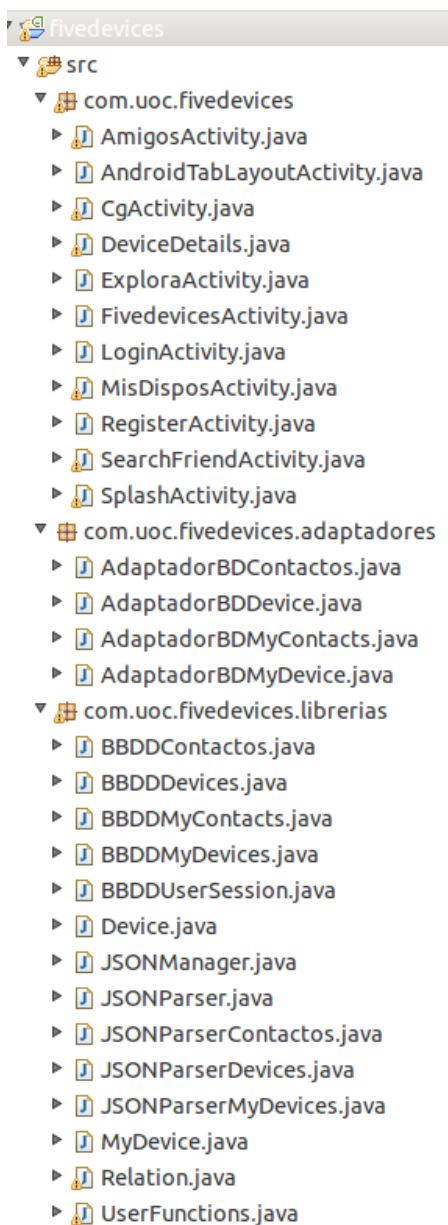 fivedevices
src
com.uoc.fivedevices
AmigosActivity.java
AndroidTabLayoutActivity.java
CgActivity.java
DeviceDetails.java
ExploraActivity.java
FivedevicesActivity.java
LoginActivity.java
MisDisposActivity.java
RegisterActivity.java
SearchFriendActivity.java
SplashActivity.java
com.uoc.fivedevices.adaptadores
AdaptadorBDContactos.java
AdaptadorBDDevice.java
AdaptadorBDMyContacts.java
AdaptadorBDMyDevice.java
com.uoc.fivedevices.librerias
BBDDContactos.java
BBDDDevices.java
BBDDMyContacts.java
BBDDMyDevices.java
BBDDUserSession.java
Device.java
JSONManager.java
JSONParser.java
JSONParserContactos.java
JSONParserDevices.java
JSONParserMyDevices.java
MyDevice.java
Relation.java
UserFunctions.java